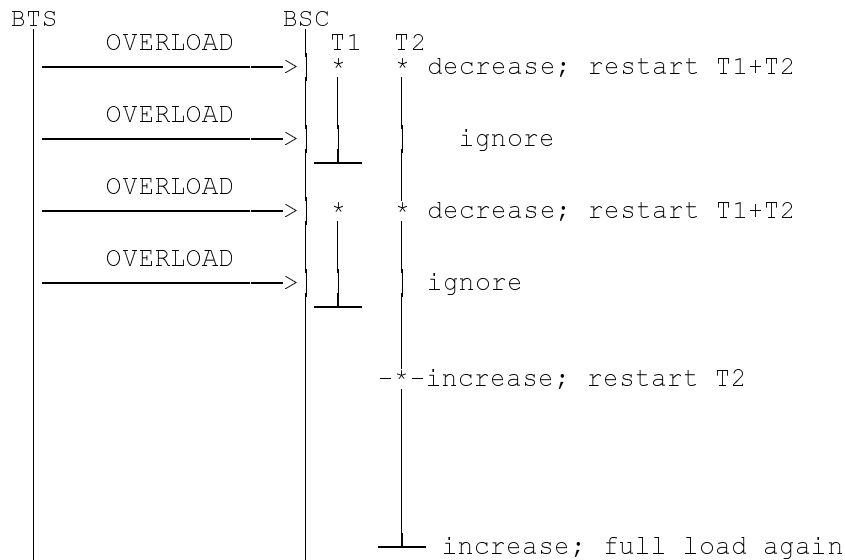 BTS BSC
OVERLOAD T1 T2
> * * decrease; restart T1+T2
OVERLOAD
> ignore
OVERLOAD
> * * decrease; restart T1+T2
OVERLOAD
> ignore
-*-increase; restart T2
increase; full load again